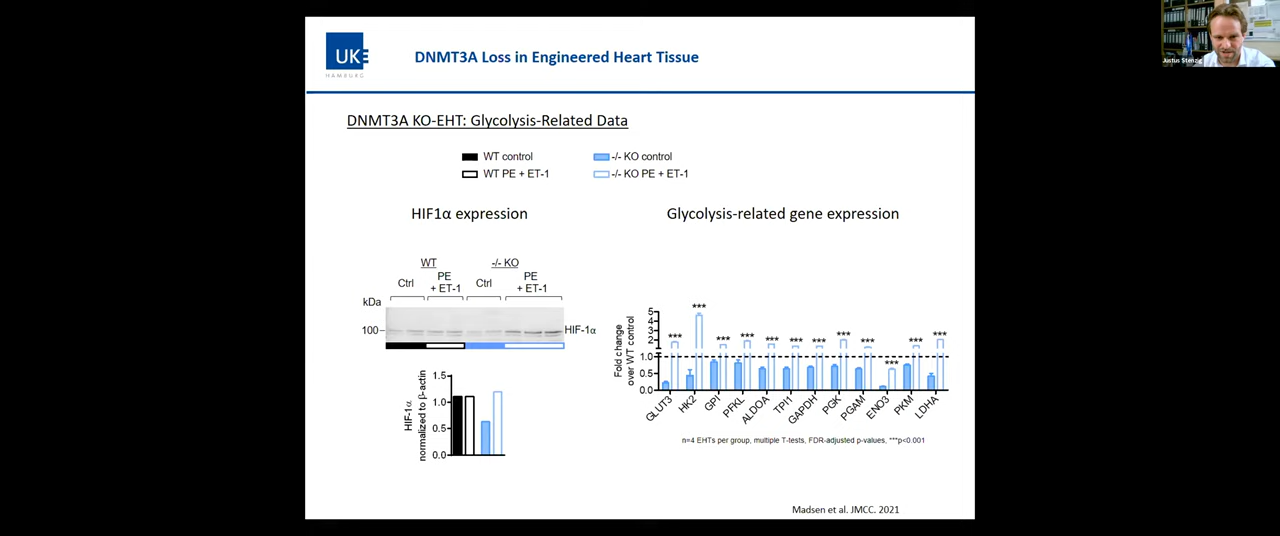 UKE
HAMBURG
DNMT3A Loss in Engineered Heart Tissue
Justus Stenzig
DNMT3A KO-EHT: Glycolysis-Related Data
WT control
-/- KO control
WT PE + ET-1
-/- KO PE + ET-1
HIF1α expression
Glycolysis-related gene expression
WT
-/- KO
Ctrl
PE
+ ET-1
Ctrl
PE
+ ET-1
kDa
100
HIF-1α
HIF-1α
normalized to β-actin
1.5
1.0
0.5
0.0
Fold change
over WT control
5
4
3
2
1.0
0.5
0.0
***
***
***
***
***
***
***
***
***
***
***
***
GLUT3
HK2
GPI
PFKL
ALDOA
TPI1
GAPDH
PGK
PGAM
ENO3
PKM
LDHA
n=4 EHTs per group, multiple T-tests, FDR-adjusted p-values, ***p<0.001
Madsen et al. JMCC. 2021